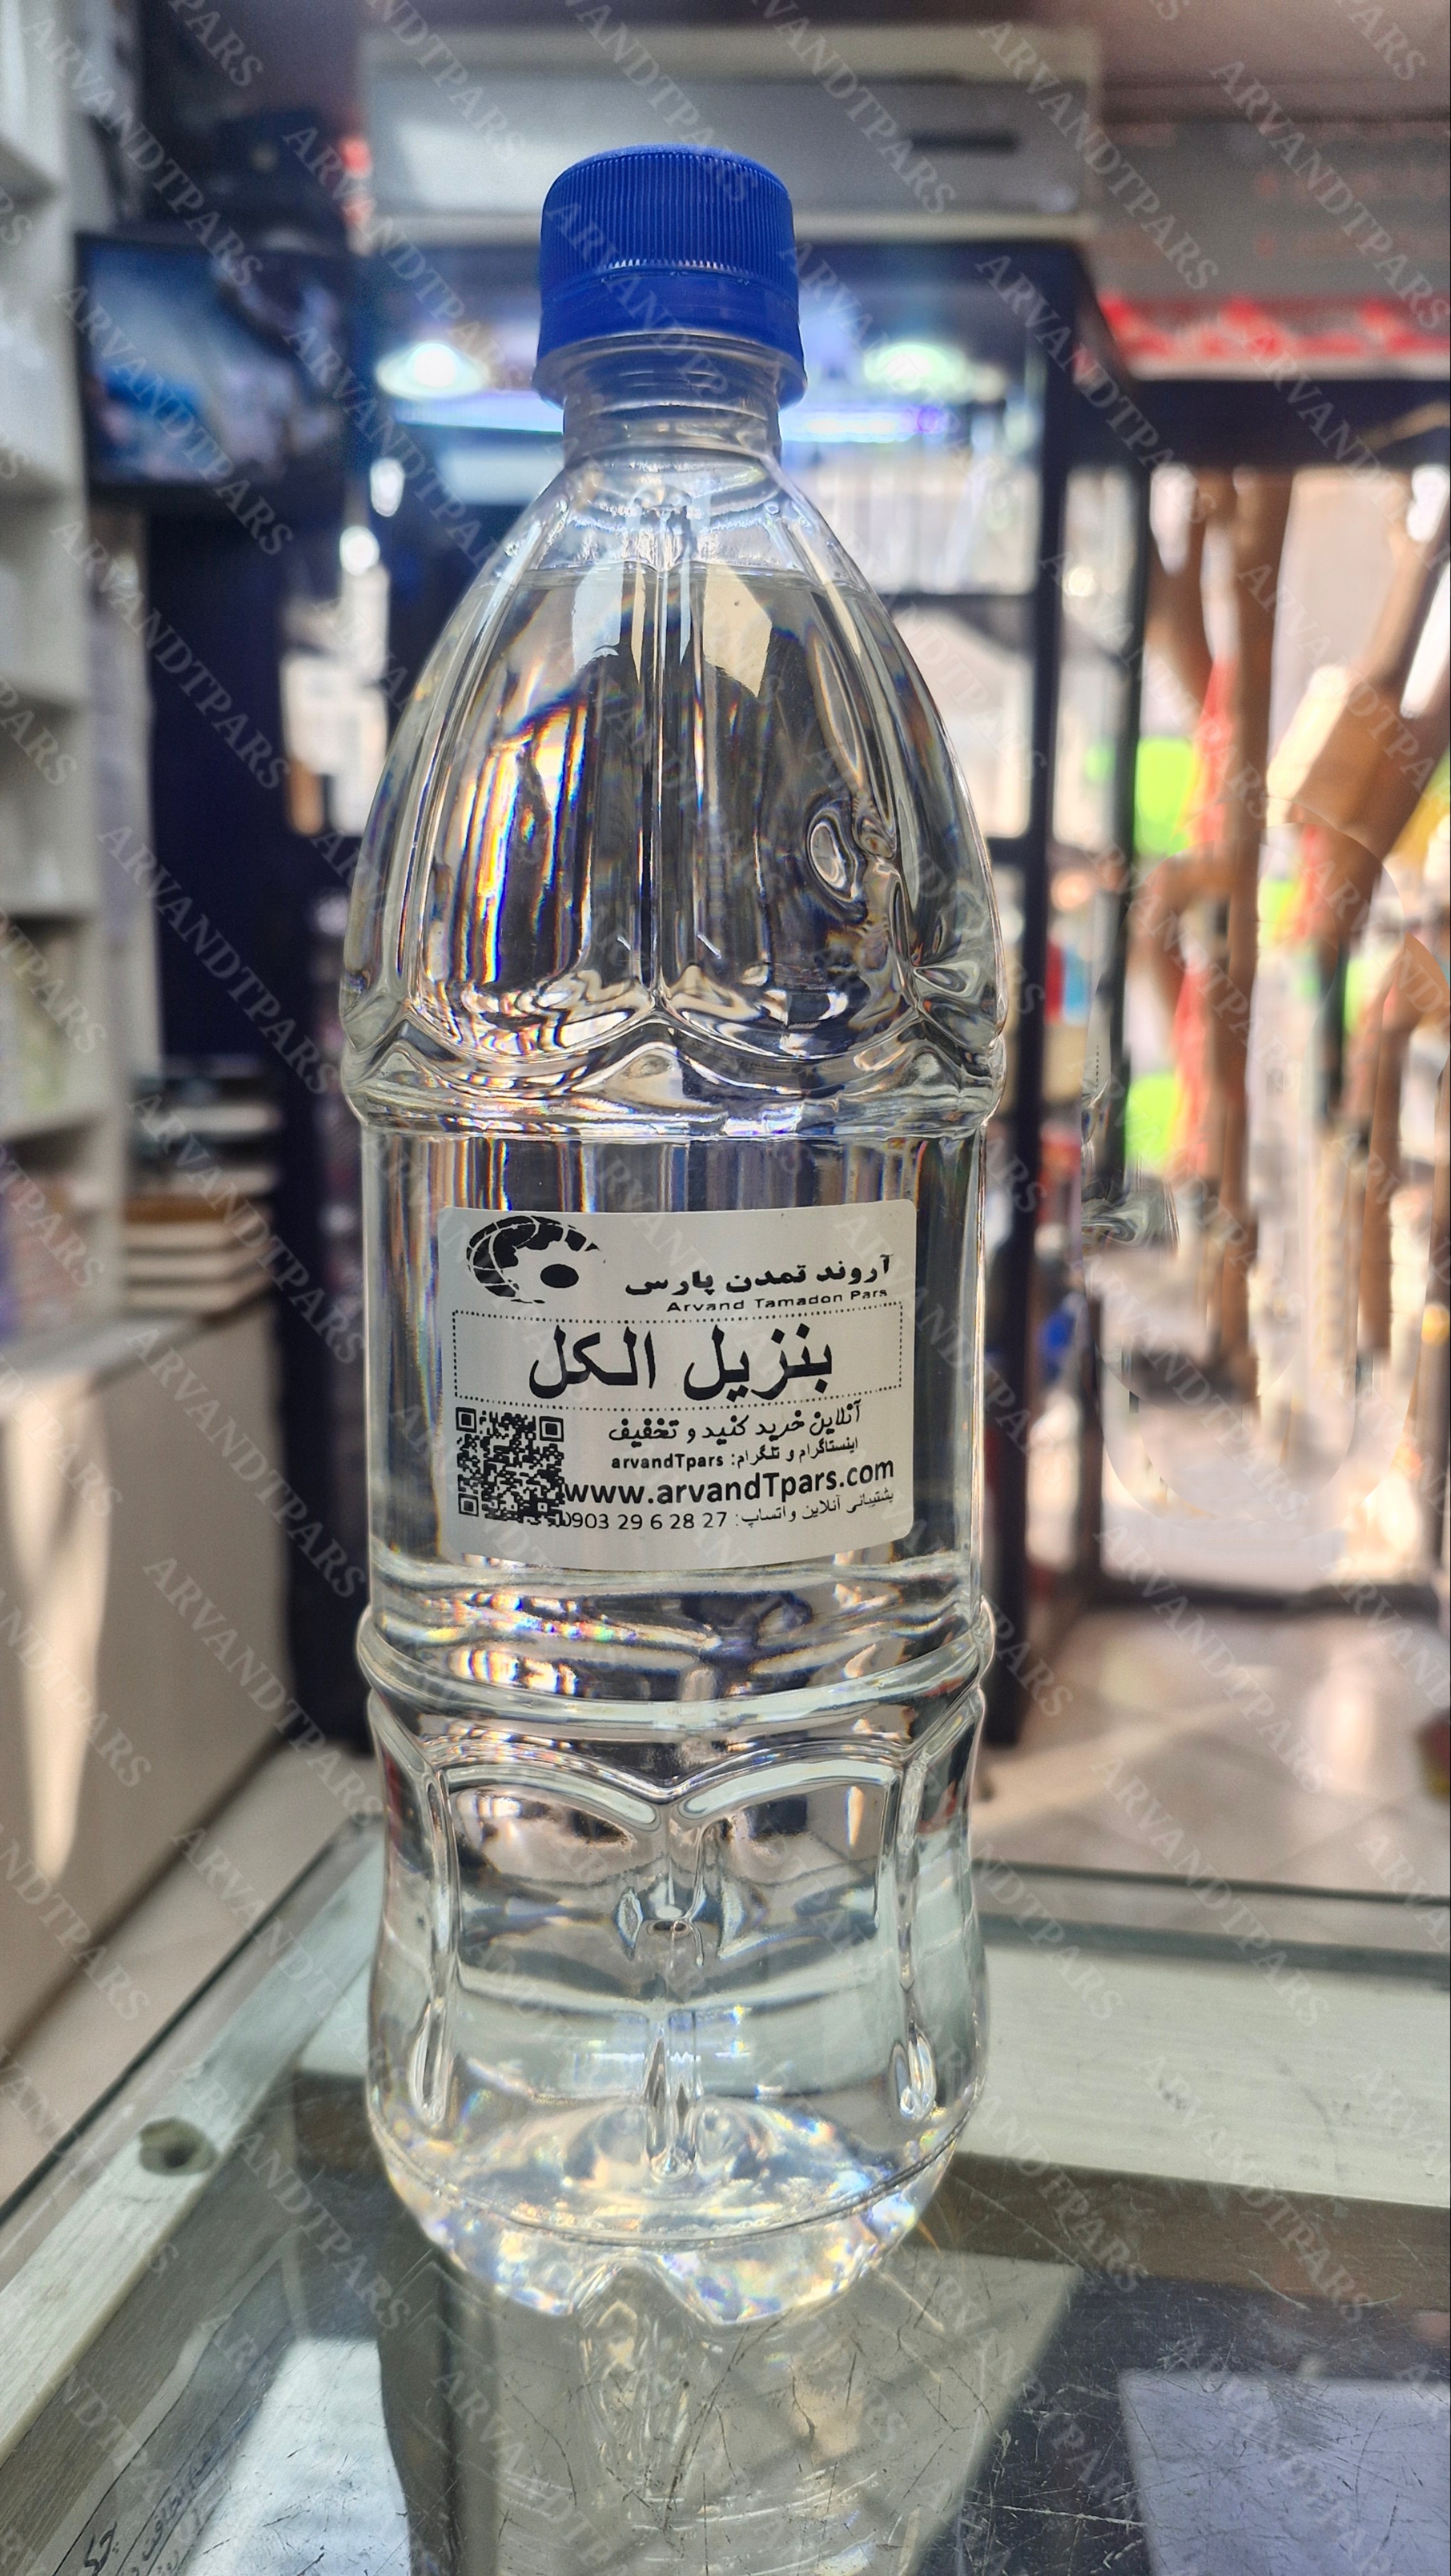 آروند تمدن پارس
Arvand Tamadon Pars
بنزیل الکل
آنلاین خرید کنید و تخفیف
اینستاگرام و تلگرام: arvandTpars
www.arvandTpars.com
پشتیبانی آنلاین واتساپ: 0903 29 6 28 27
ARVANDTPARS